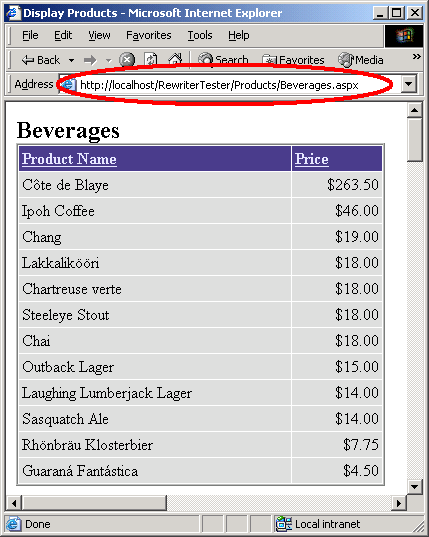 Display Products - Microsoft Internet Explorer
File Edit View Favorites Tools Help
Back Search Favorites Media
Address http://localhost/RewriterTester/Products/Beverages.aspx
Beverages
Product Name Price
Côte de Blaye $263.50
Ipoh Coffee $46.00
Chang $19.00
Lakkalikööri $18.00
Chartreuse verte $18.00
Steeleye Stout $18.00
Chai $18.00
Outback Lager $15.00
Laughing Lumberjack Lager $14.00
Sasquatch Ale $14.00
Rhönbräu Klosterbier $7.75
Guaraná Fantástica $4.50
Done Local intranet